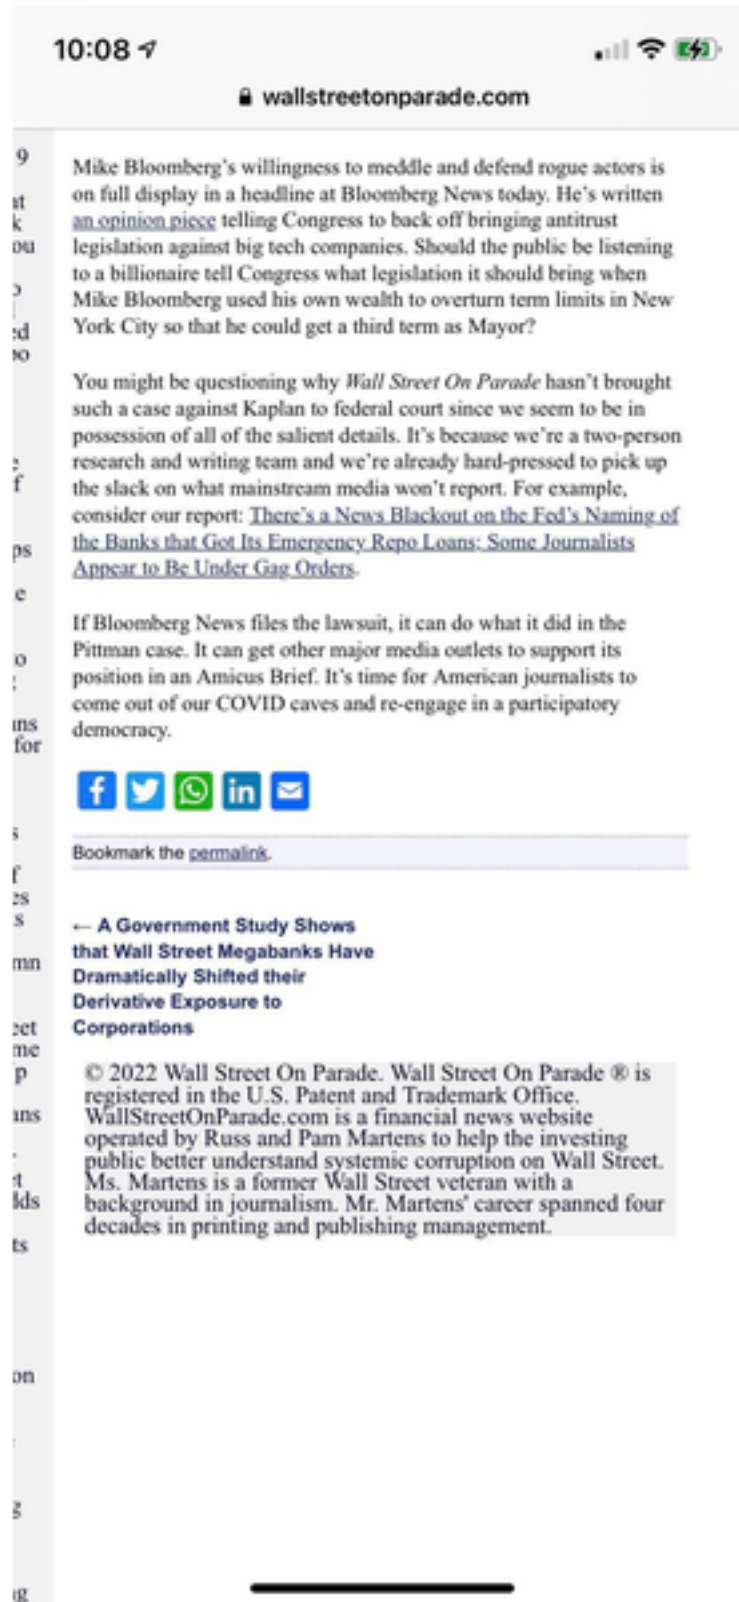 10:08
wallstreetonparade.com
Mike Bloomberg's willingness to meddle and defend rogue actors is
on full display in a headline at Bloomberg News today. He's written
an opinion piece telling Congress to back off bringing antitrust
legislation against big tech companies. Should the public be listening
to a billionaire tell Congress what legislation it should bring when
Mike Bloomberg used his own wealth to overturn term limits in New
York City so that he could get a third term as Mayor?
You might be questioning why Wall Street On Parade hasn't brought
such a case against Kaplan to federal court since we seem to be in
possession of all of the salient details. It's because we're a two-person
research and writing team and we're already hard-pressed to pick up
the slack on what mainstream media won't report. For example,
consider our report: There's a News Blackout on the Fed's Naming of
the Banks that Got Its Emergency Repo Loans; Some Journalists
Appear to Be Under Gag Orders.
If Bloomberg News files the lawsuit, it can do what it did in the
Pittman case. It can get other major media outlets to support its
position in an Amicus Brief. It's time for American journalists to
come out of our COVID caves and re-engage in a participatory
democracy.
Bookmark the permalink.
← A Government Study Shows
that Wall Street Megabanks Have
Dramatically Shifted their
Derivative Exposure to
Corporations
© 2022 Wall Street On Parade. Wall Street On Parade ® is
registered in the U.S. Patent and Trademark Office.
WallStreetOnParade.com is a financial news website
operated by Russ and Pam Martens to help the investing
public better understand systemic corruption on Wall Street.
Ms. Martens is a former Wall Street veteran with a
background in journalism. Mr. Martens' career spanned four
decades in printing and publishing management.